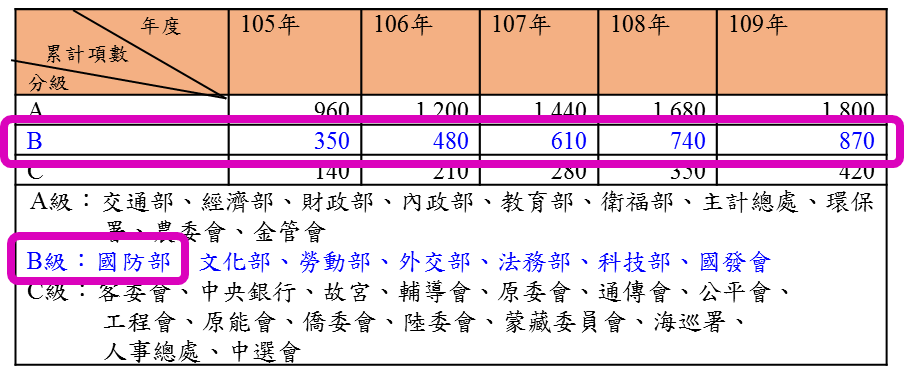 年度
累計項數
分級
105年 106年 107年 108年 109年
A 960 1,200 1,440 1,680 1,800
B 350 480 610 740 870
C 140 210 280 350 420
A級：交通部、經濟部、財政部、內政部、教育部、衛福部、主計總處、環保
署、農委會、金管會
B級：國防部 文化部、勞動部、外交部、法務部、科技部、國發會
C級：客委會、中央銀行、故宮、輔導會、原委會、通傳會、公平會、
工程會、原能會、僑委會、陸委會、蒙藏委員會、海巡署、
人事總處、中選會